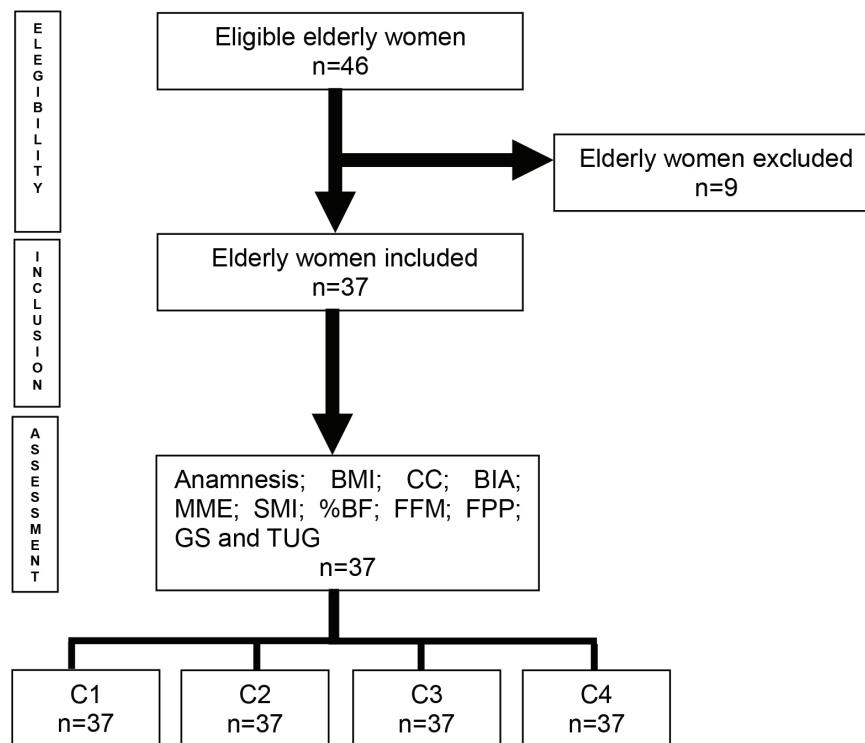 ELEGIBILITY
Eligible elderly women
n=46
Elderly women excluded
n=9
INCLUSION
Elderly women included
n=37
ASSESSMENT
Anamnesis; BMI; CC; BIA;
MME; SMI; %BF; FFM; FPP;
GS and TUG
n=37
C1
n=37
C2
n=37
C3
n=37
C4
n=37